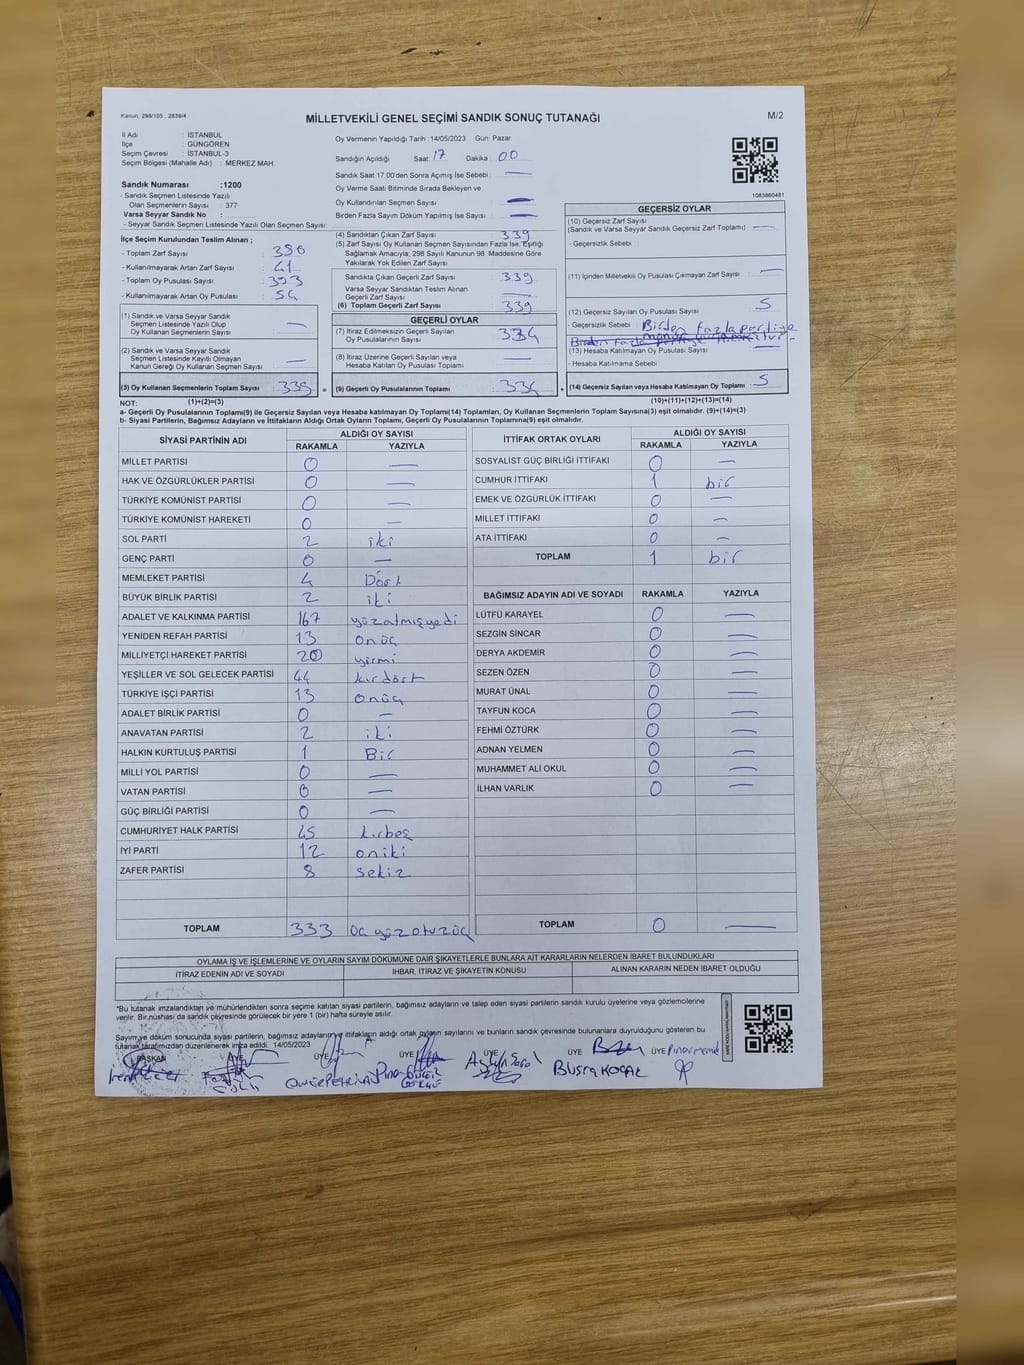 Kanun, 298/105 , 2839/4
MİLLETVEKİLİ GENEL SEÇİMİ SANDIK SONUÇ TUTANAĞI
M/2
İl Adı : İSTANBUL
İlçe : GÜNGÖREN
Seçim Çevresi : İSTANBUL-3
Seçim Bölgesi (Mahalle Adı) : MERKEZ MAH.
Sandık Numarası :1200
- Sandık Seçmen Listesinde Yazılı
Olan Seçmenlerin Sayısı : 377
Varsa Seyyar Sandık No : ............
- Seyyar Sandık Seçmen Listesinde Yazılı Olan Seçmen Sayısı:
Oy Vermenin Yapıldığı Tarih :14/05/2023 Gün: Pazar
Sandığın Açıldığı Saat: 17 Dakika : 00
Sandık Saat 17:00'den Sonra Açımış İse Sebebi : —
Oy Verme Saati Bitiminde Sırada Bekleyen ve
Oy Kullandırılan Seçmen Sayısı : —
Birden Fazla Sayım Döküm Yapılmış İse Sayısı : —
1083860481
İlçe Seçim Kurulundan Teslim Alınan ;
- Toplam Zarf Sayısı : 380
- Kullanılmayarak Artan Zarf Sayısı : 41
- Toplam Oy Pusulası Sayısı : 393
- Kullanılmayarak Artan Oy Pusulası : 54
(1) Sandık ve Varsa Seyyar Sandık
Seçmen Listesinde Yazılı Olup
Oy Kullanan Seçmenlerin Sayısı : —
(2) Sandık ve Varsa Seyyar Sandık
Seçmen Listesinde Kayıtlı Olmayan
Kanun Gereği Oy Kullanan Seçmen Sayısı : —
(3) Oy Kullanan Seçmenlerin Toplam Sayısı : 339
(1)+(2)=(3)
(4) Sandıktan Çıkan Zarf Sayısı : 339
(5) Zarf Sayısı Oy Kullanan Seçmen Sayısından Fazla İse, Eşitliği
Sağlamak Amacıyla; 298 Sayılı Kanunun 98. Maddesine Göre
Yakılarak Yok Edilen Zarf Sayısı :
Sandıkta Çıkan Geçerli Zarf Sayısı : 339
Varsa Seyyar Sandıktan Teslim Alınan
Geçerli Zarf Sayısı : —
(6) Toplam Geçerli Zarf Sayısı : 339
GEÇERLİ OYLAR
(7) İtiraz Edilmeksizin Geçerli Sayılan
Oy Pusulalarının Sayısı : 334
(8) İtiraz Üzerine Geçerli Sayılan veya
Hesaba Katılan Oy Pusulası Toplamı : —
= (9) Geçerli Oy Pusulalarının Toplamı : 334
GEÇERSİZ OYLAR
(10) Geçersiz Zarf Sayısı
(Sandık ve Varsa Seyyar Sandık Geçersiz Zarf Toplamı) : —
- Geçersizlik Sebebi
(11) İçinden Milletvekili Oy Pusulası Çıkmayan Zarf Sayısı : —
(12) Geçersiz Sayılan Oy Pusulası Sayısı : 5
- Geçersizlik Sebebi Birden fazla partiye
(13) Hesaba Katılmayan Oy Pusulası Sayısı : —
- Hesaba Katılmama Sebebi :
+ (14) Geçersiz Sayılan veya Hesaba Katılmayan Oy Toplamı : 5
(10)+(11)+(12)+(13)=(14)
NOT:
a- Geçerli Oy Pusulaları Toplamı(9) ile Geçersiz Sayılan veya Hesaba katılmayan Oy Toplamı(14) Toplamları, Oy Kullanan Seçmenlerin Toplam Sayısına(3) eşit olmalıdır. (9)+(14)=(3)
b- Siyasi Partilerin, Bağımsız Adayların ve İttifakların Aldığı Ortak Oyların Toplamı, Geçerli Oy Pusulalarının Toplamına(9) eşit olmalıdır.
SİYASİ PARTİNİN ADI ALDIĞI OY SAYISI
RAKAMLA YAZIYLA
MİLLET PARTİSİ 0 —
HAK VE ÖZGÜRLÜKLER PARTİSİ 0 —
TÜRKİYE KOMÜNİST PARTİSİ 0 —
TÜRKİYE KOMÜNİST HAREKETİ 0 —
SOL PARTİ 2 iki
GENÇ PARTİ 0 —
MEMLEKET PARTİSİ 4 Dört
BÜYÜK BİRLİK PARTİSİ 2 iki
ADALET VE KALKINMA PARTİSİ 167 yüzatmışyedi
YENİDEN REFAH PARTİSİ 13 onüç
MİLLİYETÇİ HAREKET PARTİSİ 20 yirmi
YEŞİLLER VE SOL GELECEK PARTİSİ 44 kırdört
TÜRKİYE İŞÇİ PARTİSİ 13 onüç
ADALET BİRLİK PARTİSİ 0 —
ANAVATAN PARTİSİ 2 iki
HALKIN KURTULUŞ PARTİSİ 1 Bir
MİLLİ YOL PARTİSİ 0 —
VATAN PARTİSİ 0 —
GÜÇ BİRLİĞİ PARTİSİ 0 —
CUMHURİYET HALK PARTİSİ 45 kırbeş
İYİ PARTİ 12 oniki
ZAFER PARTİSİ 8 sekiz
TOPLAM 333 üç yüzotuzüç
İTTİFAK ORTAK OYLARI ALDIĞI OY SAYISI
RAKAMLA YAZIYLA
SOSYALİST GÜÇ BİRLİĞİ İTTİFAKI 0 —
CUMHUR İTTİFAKI 1 bir
EMEK VE ÖZGÜRLÜK İTTİFAKI 0 —
MİLLET İTTİFAKI 0 —
ATA İTTİFAKI 0 —
TOPLAM 1 bir
BAĞIMSIZ ADAYIN ADI VE SOYADI RAKAMLA YAZIYLA
LÜTFÜ KARAYEL 0 —
SEZGİN SİNCAR 0 —
DERYA AKDEMİR 0 —
SEZEN ÖZEN 0 —
MURAT ÜNAL 0 —
TAYFUN KOCA 0 —
FEHMİ ÖZTÜRK 0 —
ADNAN YELMEN 0 —
MUHAMMET ALİ OKUL 0 —
İLHAN VARLIK 0 —
TOPLAM 0 —
OYLAMA İŞ VE İŞLEMLERİNE VE OYLARIN SAYIM DÖKÜMÜNE DAİR ŞİKAYETLERLE BUNLARA AİT KARARLARIN NELERDEN İBARET BULUNDUKLARI
İTİRAZ EDENİN ADI VE SOYADI İHBAR, İTİRAZ VE ŞİKAYETİN KONUSU ALINAN KARARIN NEDEN İBARET OLDUĞU
*Bu tutanak imzalandıktan ve mühürlendikten sonra seçime katılan siyasi partilerin, bağımsız adayların ve talep eden siyasi partilerin sandık kurulu üyelerine veya gözlemcilerine
verilir. Bir nüshası da sandık çevresinde görülecek bir yere 1 (bir) hafta süreyle asılır.
Sayım ve döküm sonucunda siyasi partilerin, bağımsız adayların ve ittifakların aldığı ortak oyların sayılarını ve bunların sandık çevresinde bulunanlara duyrulduğunu gösteren bu
tutanak tarafımızdan düzenlenerek imza edildi. 14/05/2023
BAŞKAN ÜYE ÜYE ÜYE ÜYE ÜYE ÜYE
BUSRA KOÇAK